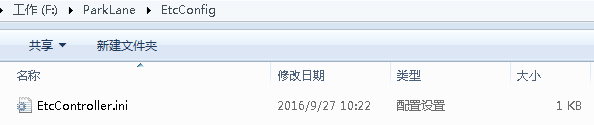 工作 (F:) ▸ ParkLane ▸ EtcConfig
共享 新建文件夹
名称 修改日期 类型 大小
EtcController.ini 2016/9/27 10:22 配置设置 1 KB